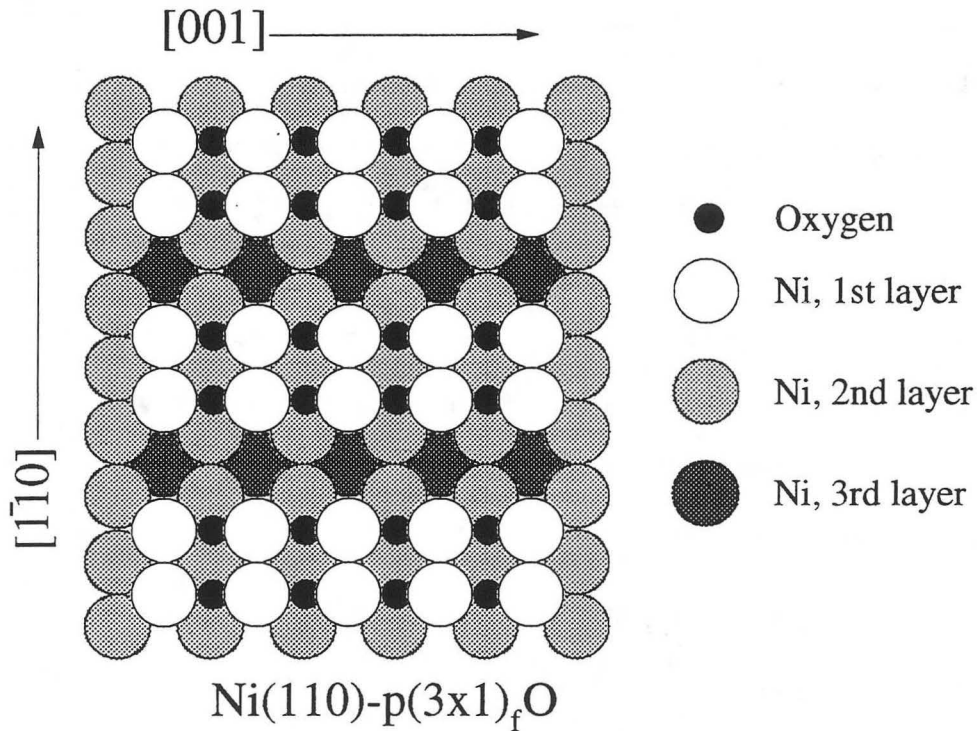 [001]
[1̄10]
Oxygen
Ni, 1st layer
Ni, 2nd layer
Ni, 3rd layer
Ni(110)-p(3x1)fO